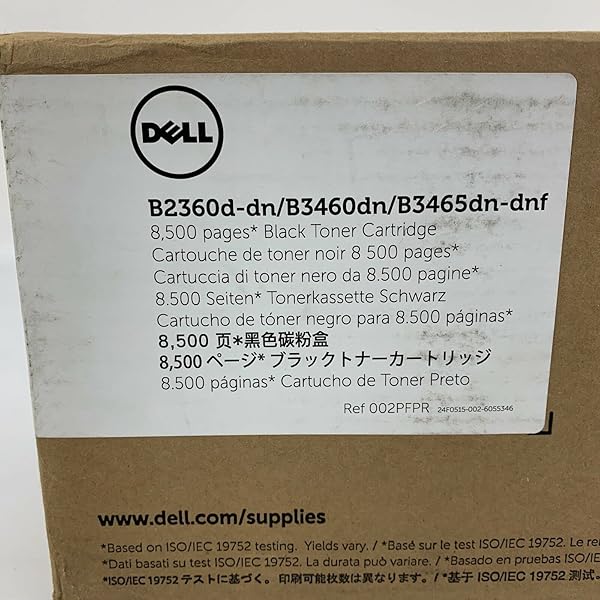 DELL
B2360d-dn/B3460dn/B3465dn-dnf
8,500 pages* Black Toner Cartridge
Cartouche de toner noir 8 500 pages*
Cartuccia di toner nero da 8.500 pagine*
8.500 Seiten* Tonerkassette Schwarz
Cartucho de tóner negro para 8.500 páginas*
8,500 页*黑色碳粉盒
8,500 ページ* ブラックトナーカートリッジ
8.500 páginas* Cartucho de Toner Preto
Ref 002PFPR 24F0515-002-6055346
www.dell.com/supplies
*Based on ISO/IEC 19752 testing. Yields vary. / *Basé sur le test ISO/IEC 19752. Le
*Dati basati su test ISO/IEC 19752. La durata può variare. / *Basado en pruebas ISO/IEC
*ISO/IEC 19752 テストに基づく。印刷可能枚数は異なります。/ *基于 ISO/IEC 19752 测试。